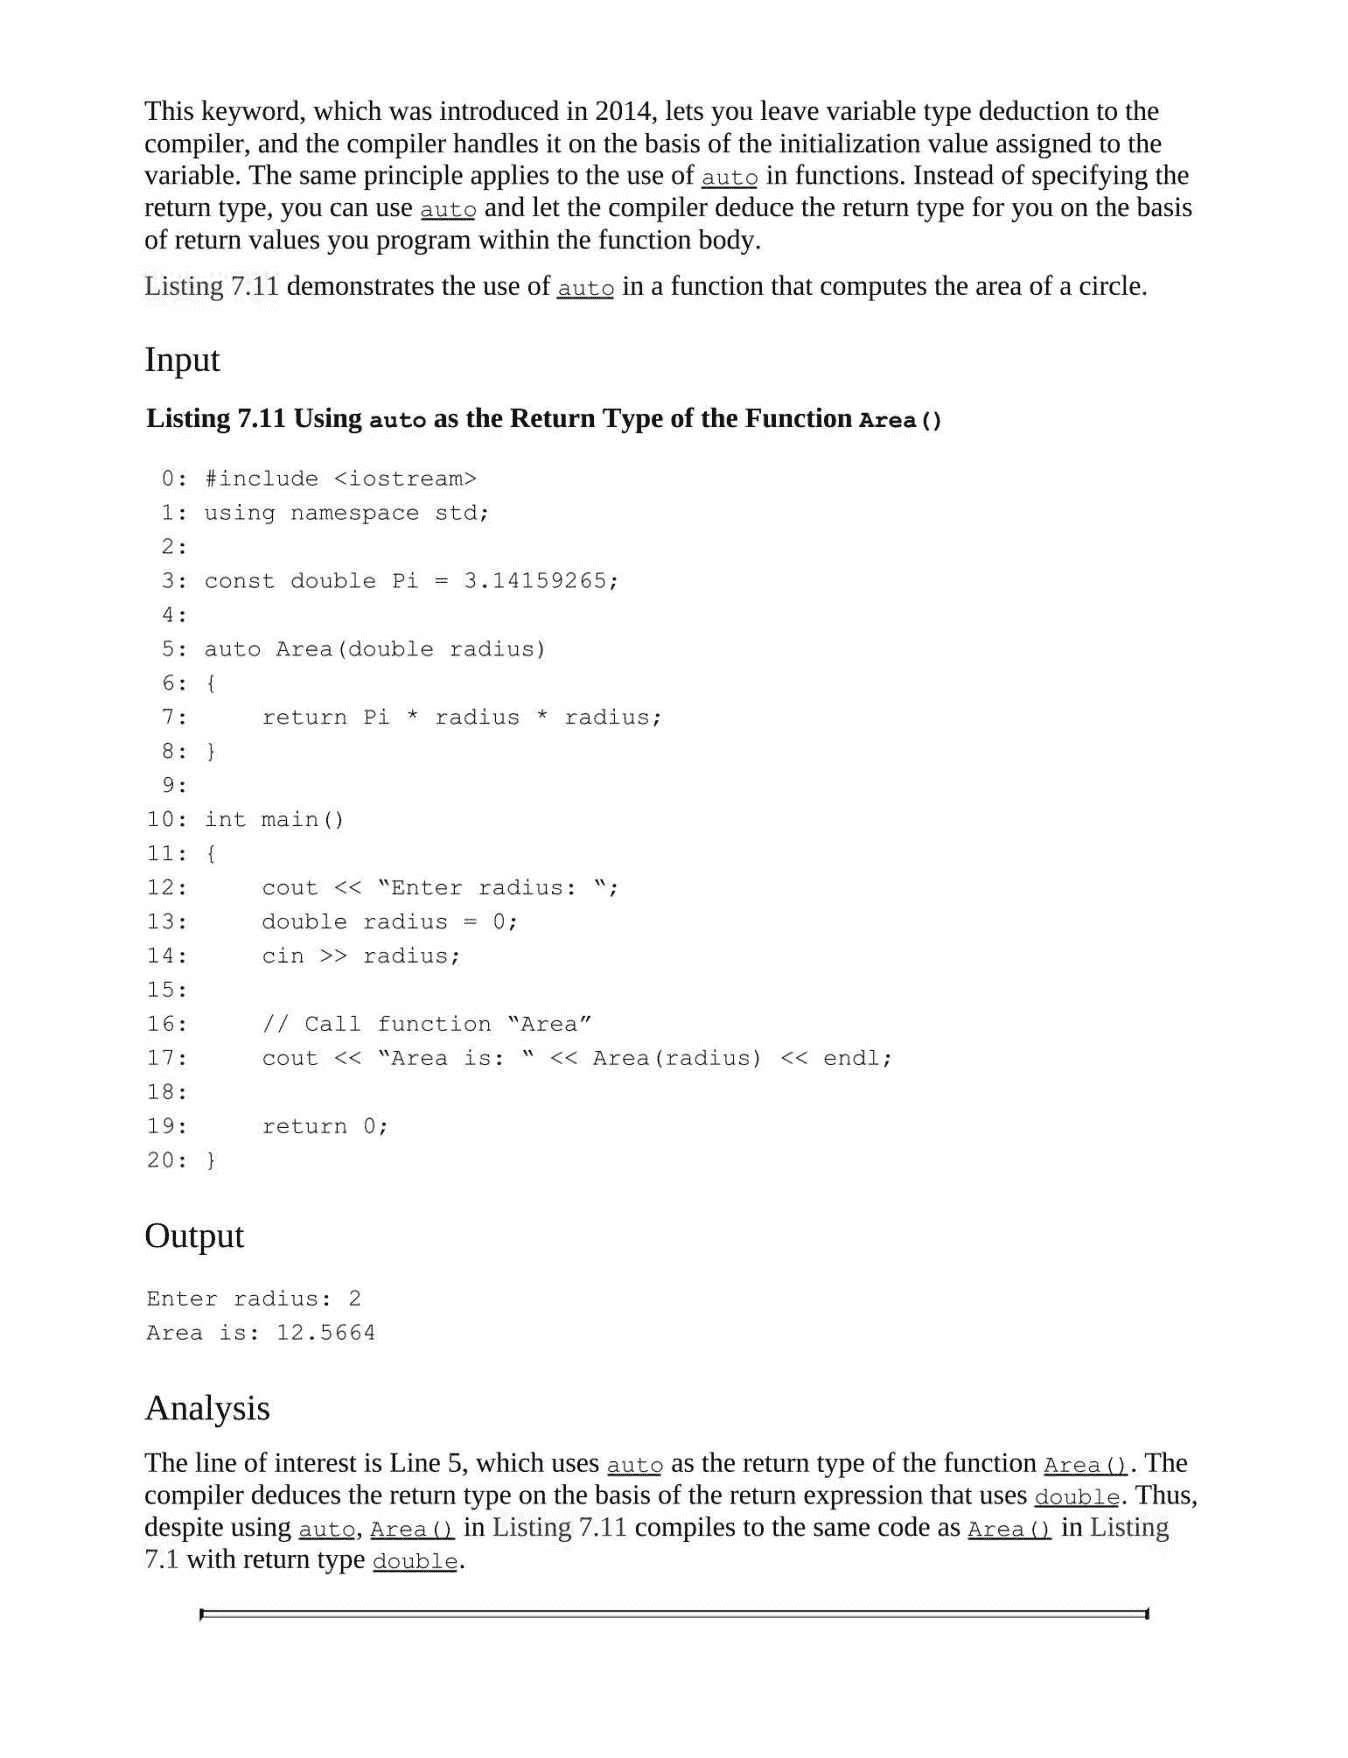 This keyword, which was introduced in 2014, lets you leave variable type deduction to the
compiler, and the compiler handles it on the basis of the initialization value assigned to the
variable. The same principle applies to the use of auto in functions. Instead of specifying the
return type, you can use auto and let the compiler deduce the return type for you on the basis
of return values you program within the function body.
Listing 7.11 demonstrates the use of auto in a function that computes the area of a circle.
Input
Listing 7.11 Using auto as the Return Type of the Function Area()
0: #include <iostream>
1: using namespace std;
2:
3: const double Pi = 3.14159265;
4:
5: auto Area(double radius)
6: {
7:     return Pi * radius * radius;
8: }
9:
10: int main()
11: {
12:     cout << “Enter radius: “;
13:     double radius = 0;
14:     cin >> radius;
15:
16:     // Call function “Area”
17:     cout << “Area is: “ << Area(radius) << endl;
18:
19:     return 0;
20: }
Output
Enter radius: 2
Area is: 12.5664
Analysis
The line of interest is Line 5, which uses auto as the return type of the function Area(). The
compiler deduces the return type on the basis of the return expression that uses double. Thus,
despite using auto, Area() in Listing 7.11 compiles to the same code as Area() in Listing
7.1 with return type double.